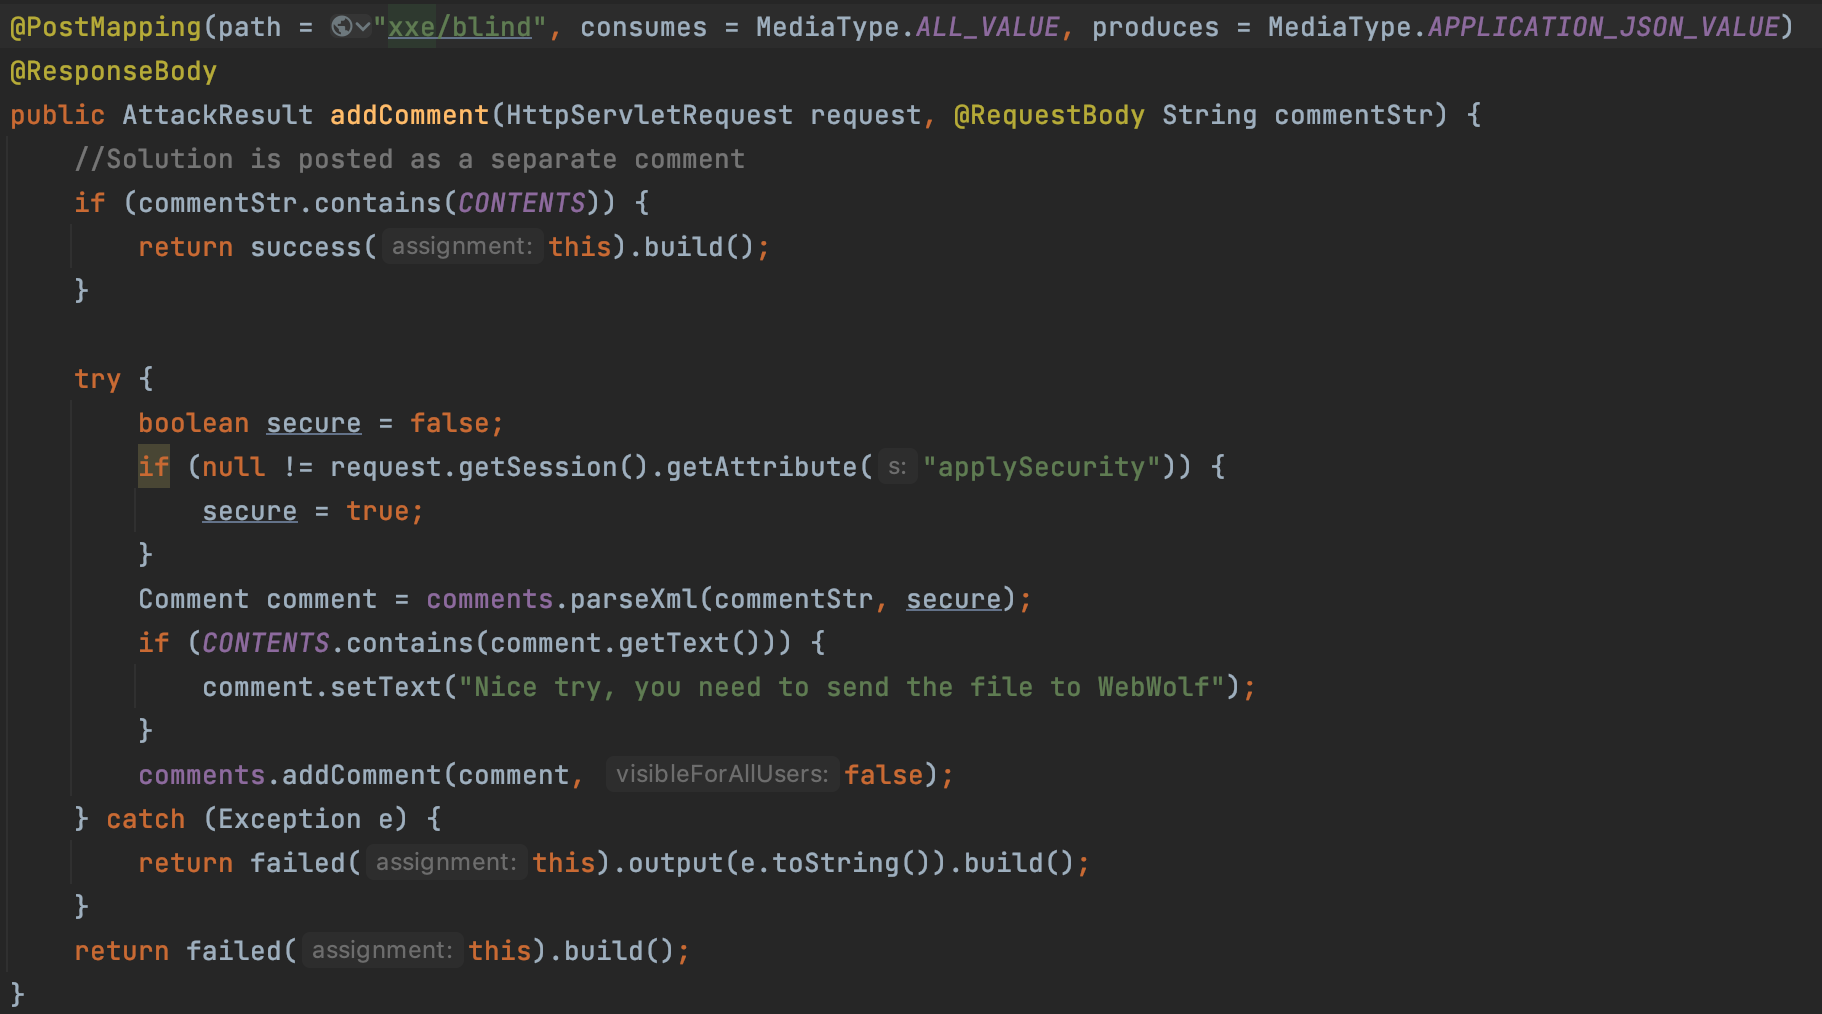 @PostMapping(path = "xxe/blind", consumes = MediaType.ALL_VALUE, produces = MediaType.APPLICATION_JSON_VALUE)
@ResponseBody
public AttackResult addComment(HttpServletRequest request, @RequestBody String commentStr) {
//Solution is posted as a separate comment
if (commentStr.contains(CONTENTS)) {
return success( assignment: this).build();
}
try {
boolean secure = false;
if (null != request.getSession().getAttribute( s: "applySecurity")) {
secure = true;
}
Comment comment = comments.parseXml(commentStr, secure);
if (CONTENTS.contains(comment.getText())) {
comment.setText("Nice try, you need to send the file to WebWolf");
}
comments.addComment(comment, visibleForAllUsers: false);
} catch (Exception e) {
return failed( assignment: this).output(e.toString()).build();
}
return failed( assignment: this).build();
}